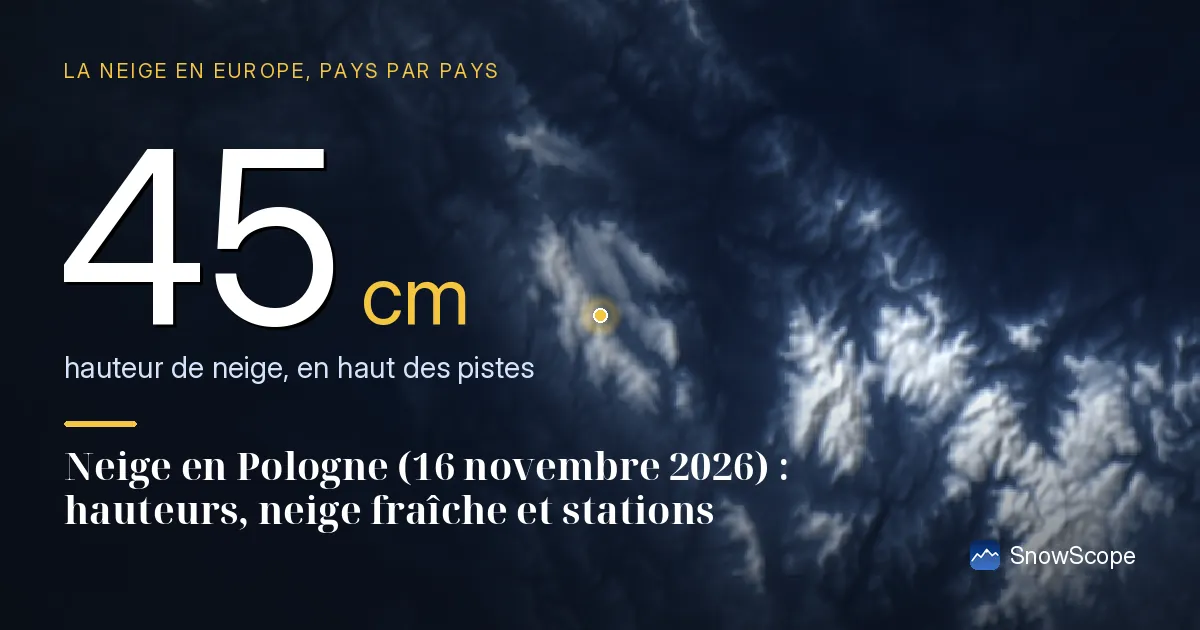 LA NEIGE EN EUROPE, PAYS PAR PAYS
45 cm
hauteur de neige, en haut des pistes
Neige en Pologne (16 novembre 2026) :
hauteurs, neige fraîche et stations
SnowScope